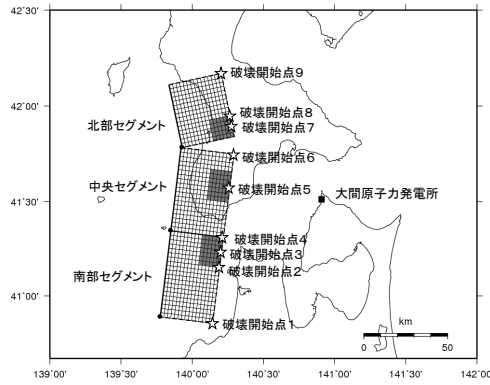 42°30'
42°00'
41°30'
41°00'
139°00'
139°30'
140°00'
140°30'
141°00'
141°30'
142°00'
破壊開始点9
破壊開始点8
破壊開始点7
北部セグメント
破壊開始点6
中央セグメント
破壊開始点5
大間原子力発電所
破壊開始点4
破壊開始点3
破壊開始点2
南部セグメント
破壊開始点1
km
0
50